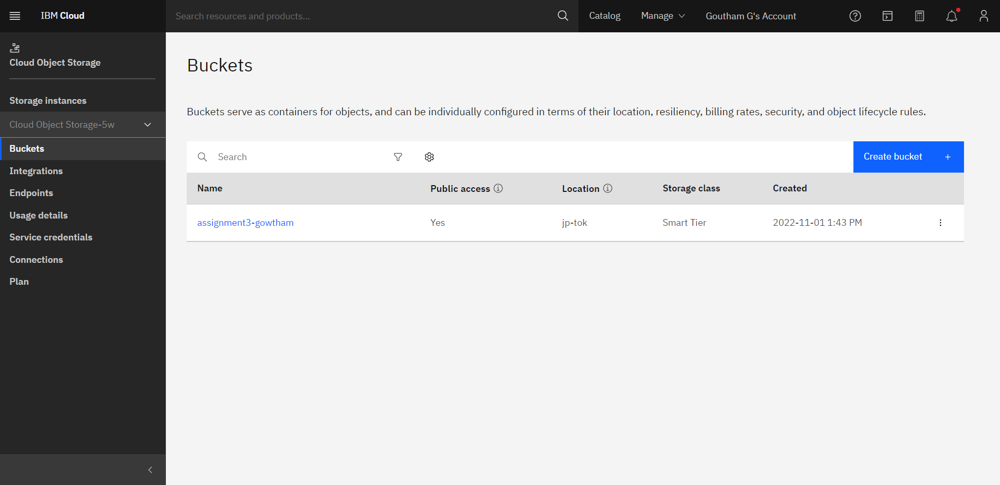 IBM Cloud
Search resources and products...
Catalog
Manage
Goutham G's Account
Cloud Object Storage
Storage instances
Cloud Object Storage-5w
Buckets
Integrations
Endpoints
Usage details
Service credentials
Connections
Plan
Buckets
Buckets serve as containers for objects, and can be individually configured in terms of their location, resiliency, billing rates, security, and object lifecycle rules.
Search
Create bucket +
Name Public access Location Storage class Created
assignment3-gowtham Yes jp-tok Smart Tier 2022-11-01 1:43 PM